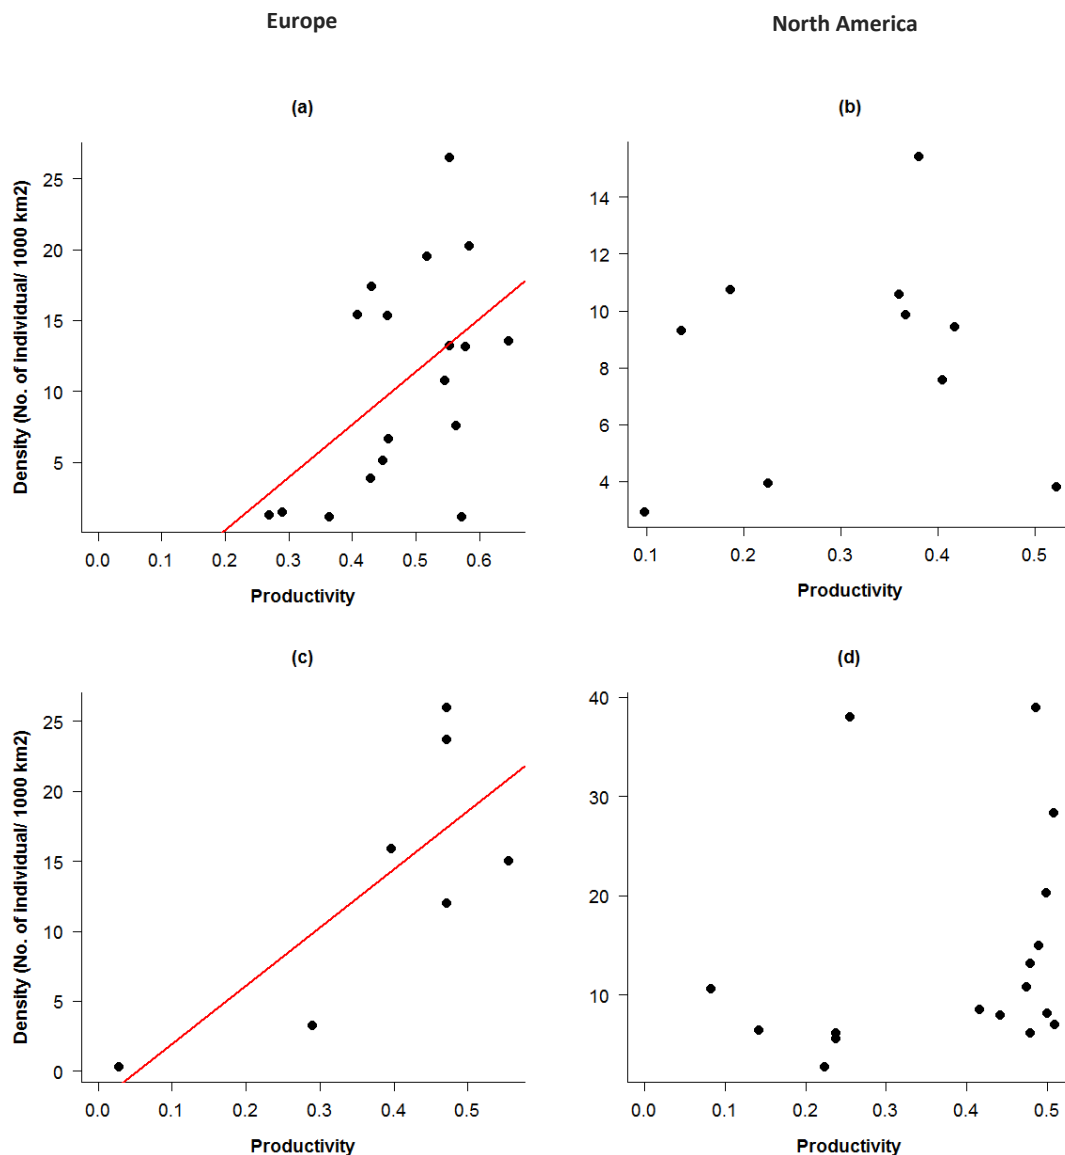 Europe
North America
(a)
(b)
Density (No. of individual/ 1000 km2)
25
20
15
10
5
0.0 0.1 0.2 0.3 0.4 0.5 0.6
Productivity
14
12
10
8
6
4
0.1 0.2 0.3 0.4 0.5
Productivity
(c)
(d)
Density (No. of individual/ 1000 km2)
25
20
15
10
5
0
0.0 0.1 0.2 0.3 0.4 0.5
Productivity
40
30
20
10
0.0 0.1 0.2 0.3 0.4 0.5
Productivity